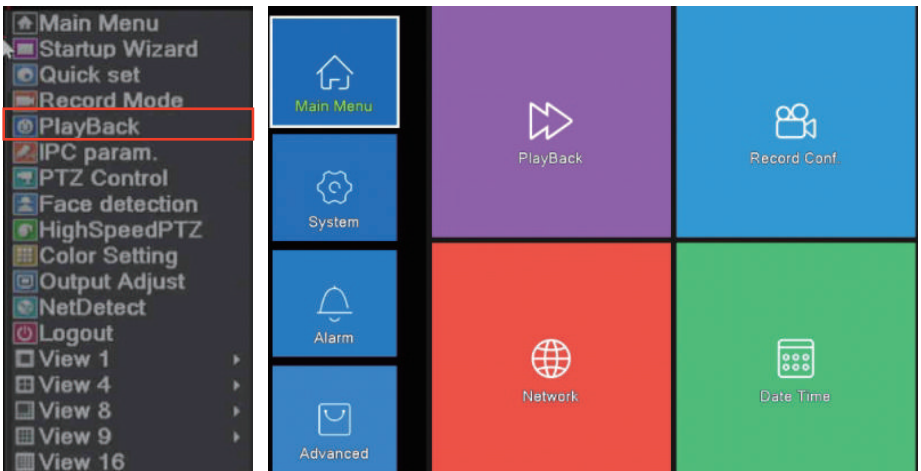 Main Menu
Startup Wizard
Quick set
Record Mode
PlayBack
IPC param.
PTZ Control
Face detection
HighSpeedPTZ
Color Setting
Output Adjust
NetDetect
Logout
View 1
View 4
View 8
View 9
View 16
Main Menu
System
Alarm
Advanced
PlayBack
Record Conf.
Network
Date Time